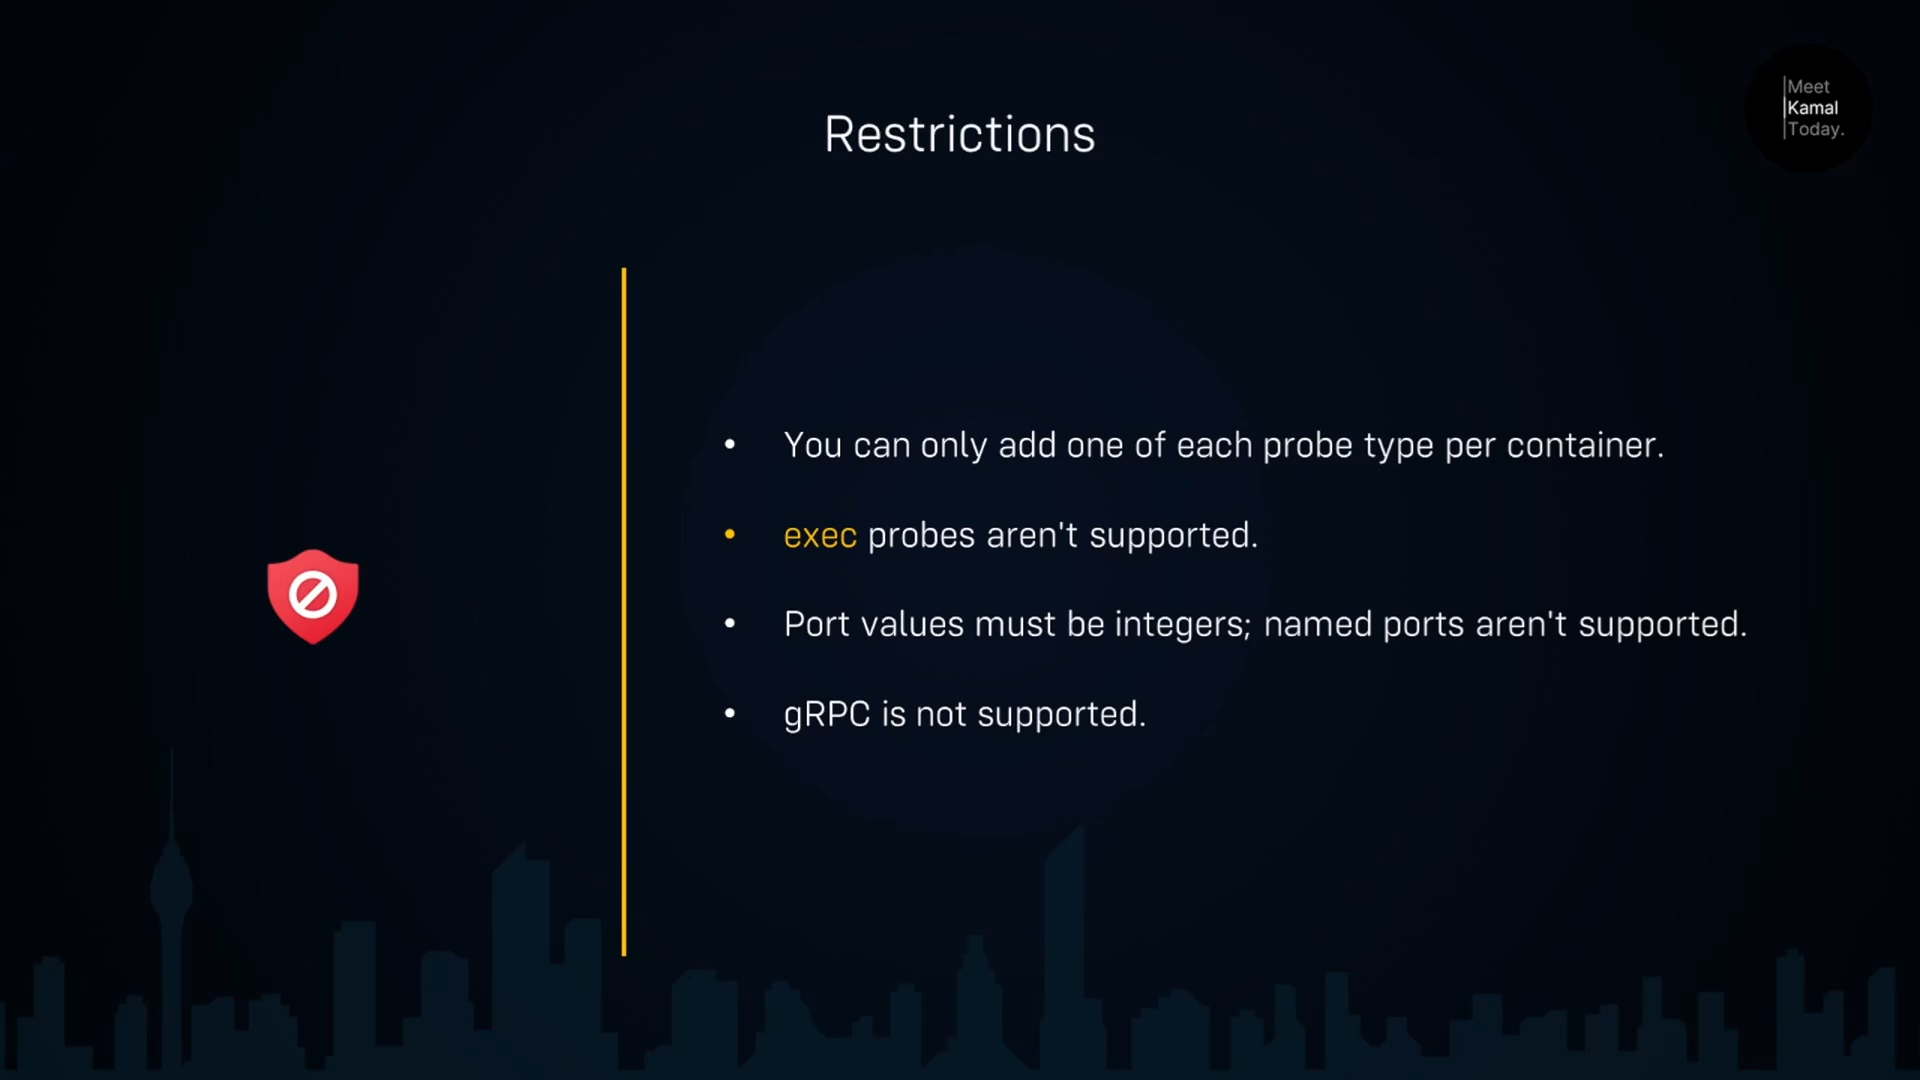 Meet
Kamal
Today.
Restrictions
• You can only add one of each probe type per container.
• exec probes aren't supported.
• Port values must be integers; named ports aren't supported.
• gRPC is not supported.